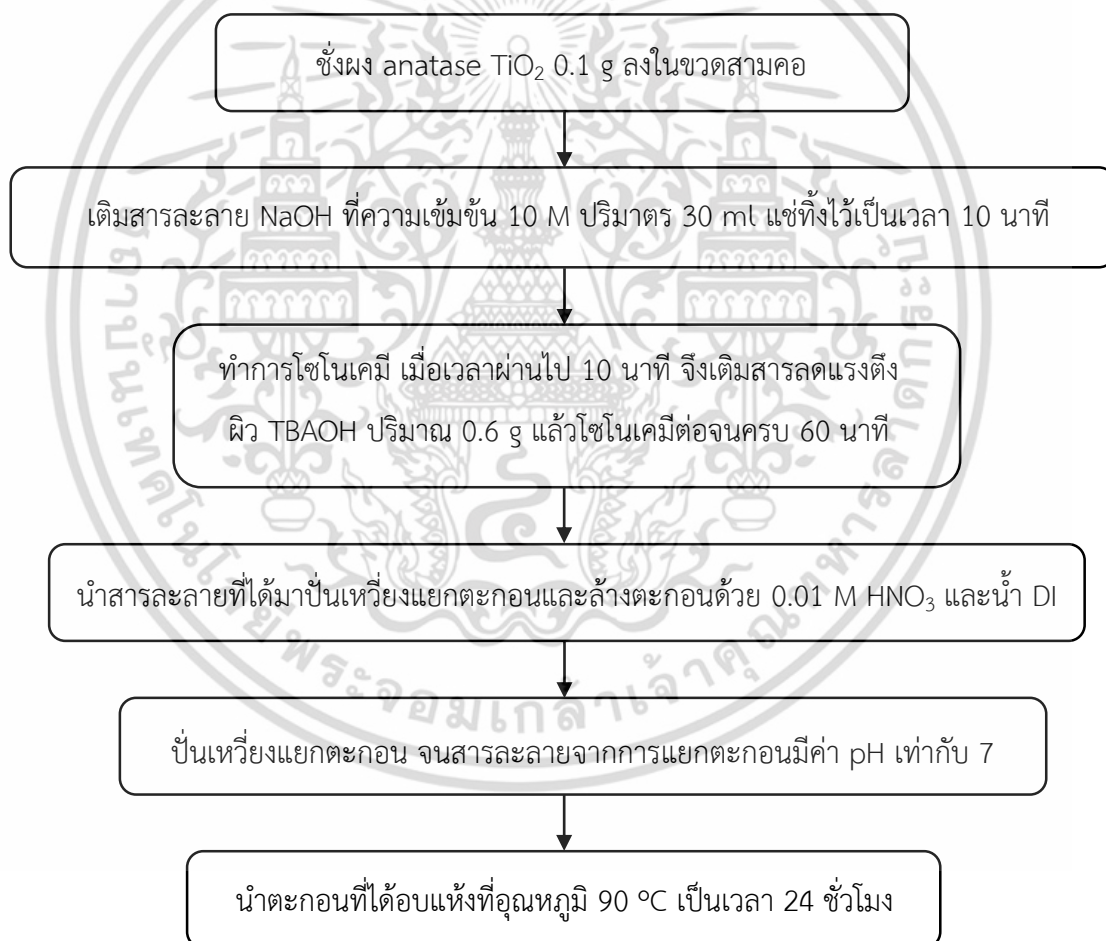 ชั่งผง anatase TiO₂ 0.1 g ลงในขวดสามคอ
เติมสารละลาย NaOH ที่ความเข้มข้น 10 M ปริมาตร 30 ml แช่ทิ้งไว้เป็นเวลา 10 นาที
ทำการโซโนเคมี เมื่อเวลาผ่านไป 10 นาที จึงเติมสารลดแรงตึง
ผิว TBAOH ปริมาณ 0.6 g แล้วโซโนเคมีต่อจนครบ 60 นาที
นำสารละลายที่ได้มาปั่นเหวี่ยงแยกตะกอนและล้างตะกอนด้วย 0.01 M HNO₃ และน้ำ DI
ปั่นเหวี่ยงแยกตะกอน จนสารละลายจากการแยกตะกอนมีค่า pH เท่ากับ 7
นำตะกอนที่ได้อบแห้งที่อุณหภูมิ 90 °C เป็นเวลา 24 ชั่วโมง